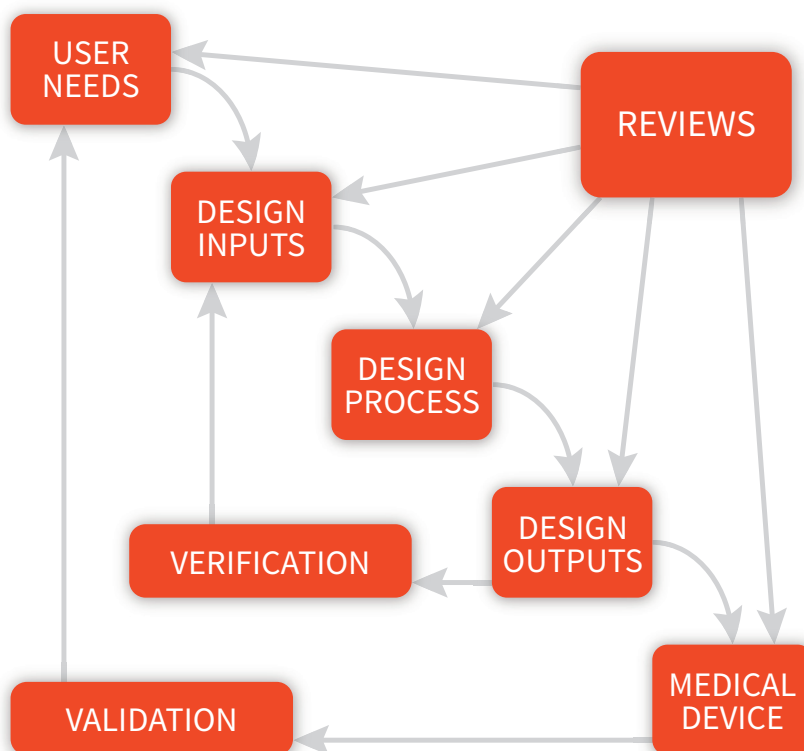 USER
NEEDS
REVIEWS
DESIGN
INPUTS
DESIGN
PROCESS
DESIGN
OUTPUTS
VERIFICATION
MEDICAL
DEVICE
VALIDATION